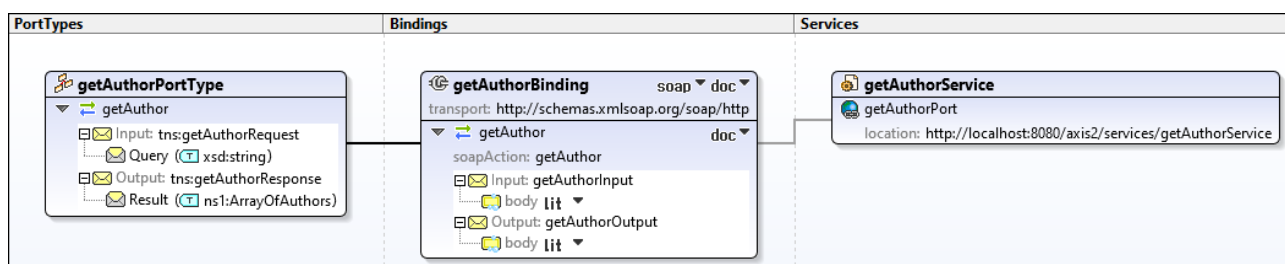 PortTypes
Bindings
Services
getAuthorPortType
getAuthor
Input: tns:getAuthorRequest
Query (T xsd:string)
Output: tns:getAuthorResponse
Result (T ns1:ArrayOfAuthors)
getAuthorBinding soap doc
transport: http://schemas.xmlsoap.org/soap/http
getAuthor doc
soapAction: getAuthor
Input: getAuthorInput
body lit
Output: getAuthorOutput
body lit
getAuthorService
getAuthorPort
location: http://localhost:8080/axis2/services/getAuthorService